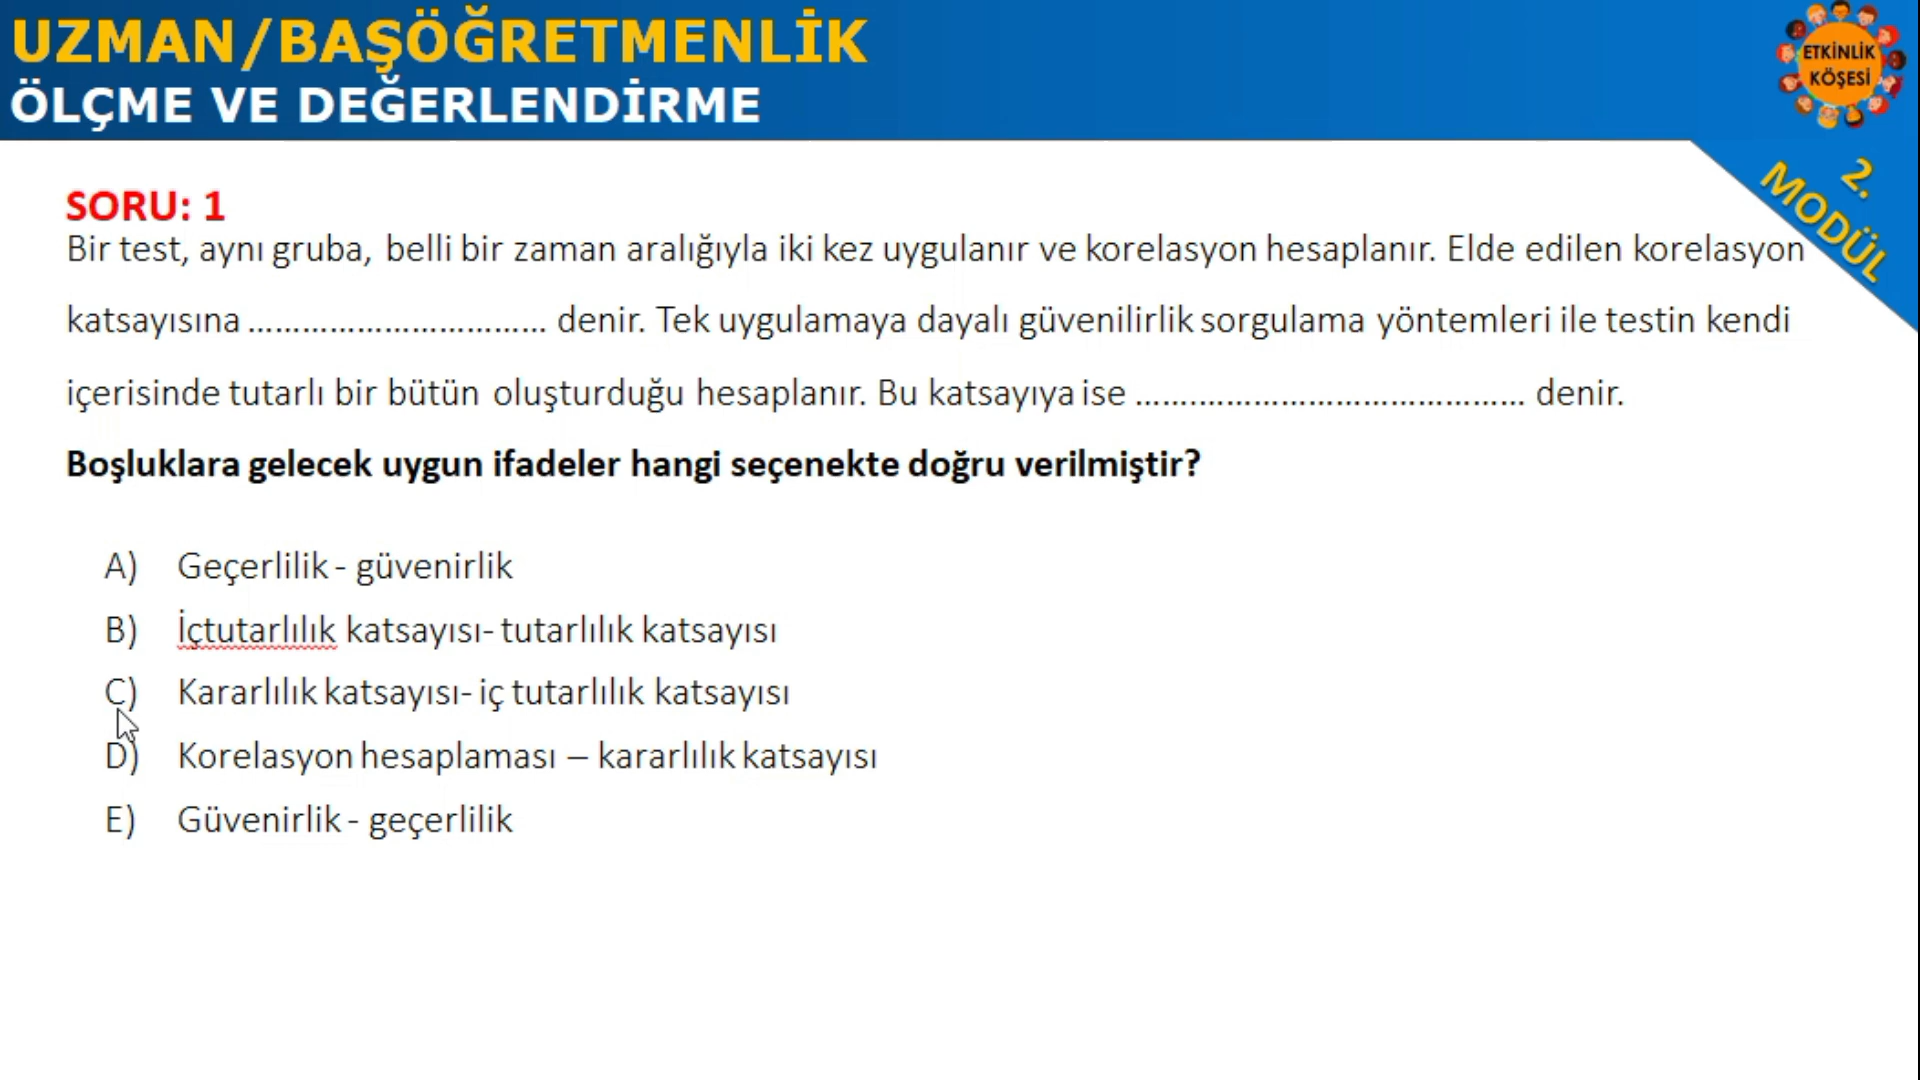 UZMAN/BAŞÖĞRETMENLİK
ÖLÇME VE DEĞERLENDİRME
ETKİNLİK
KÖŞESİ
2.
MODÜL
SORU: 1
Bir test, aynı gruba, belli bir zaman aralığıyla iki kez uygulanır ve korelasyon hesaplanır. Elde edilen korelasyon
katsayısına ................................. denir. Tek uygulamaya dayalı güvenilirlik sorgulama yöntemleri ile testin kendi
içerisinde tutarlı bir bütün oluşturduğu hesaplanır. Bu katsayıya ise ........................................... denir.
Boşluklara gelecek uygun ifadeler hangi seçenekte doğru verilmiştir?
A) Geçerlilik - güvenirlik
B) İçtutarlılık katsayısı- tutarlılık katsayısı
C) Kararlılık katsayısı- iç tutarlılık katsayısı
D) Korelasyon hesaplaması – kararlılık katsayısı
E) Güvenirlik - geçerlilik